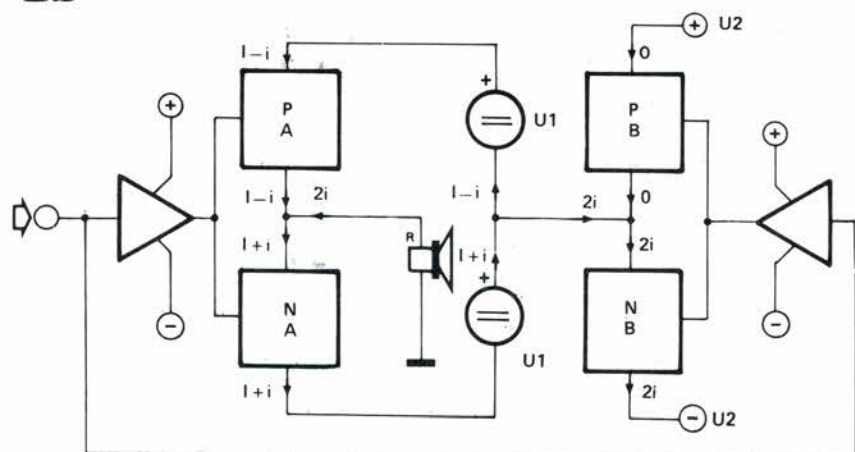 I–i
+
U2
0
+
P
A
+
U1
P
B
+
I–i
2i
I–i
2i
0
I+i
R
I+i
+
2i
N
A
–
U1
N
B
–
I+i
2i
–
U2